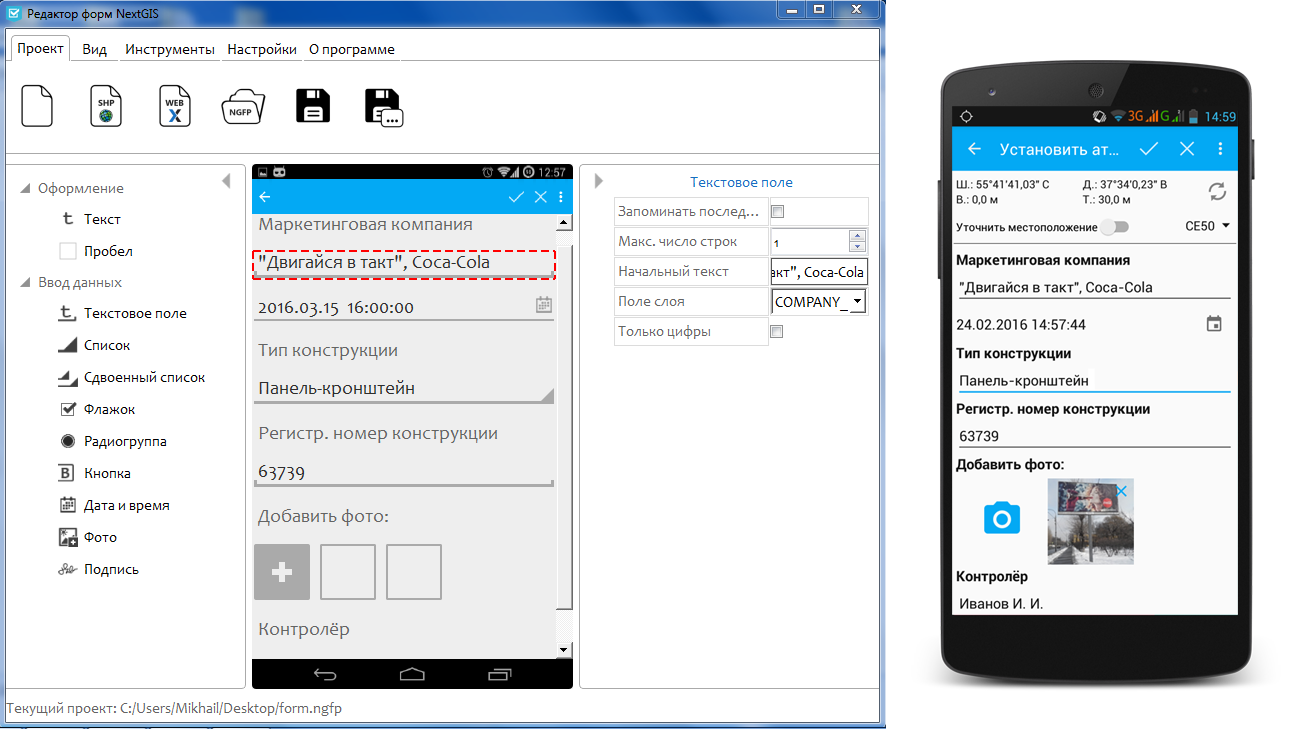 Редактор форм NextGIS
Проект Вид Инструменты Настройки О программе
SHP
WEB
X
NGFP
...
Оформление
Текст
Пробел
Ввод данных
Текстовое поле
Список
Сдвоенный список
Флажок
Радиогруппа
Кнопка
Дата и время
Фото
Подпись
12:57
Маркетинговая компания
"Двигайся в такт", Coca-Cola
2016.03.15 16:00:00
Тип конструкции
Панель-кронштейн
Регистр. номер конструкции
63739
Добавить фото:
Контролёр
Текстовое поле
Запоминать послед...
Макс. число строк 1
Начальный текст акт", Coca-Cola
Поле слоя COMPANY_
Только цифры
Текущий проект: C:/Users/Mikhail/Desktop/form.ngfp
3G G 14:59
Установить ат...
Ш.: 55°41'41,03" С Д.: 37°34'0,23" В
В.: 0,0 м Т.: 30,0 м
Уточнить местоположение CE50
Маркетинговая компания
"Двигайся в такт", Coca-Cola
24.02.2016 14:57:44
Тип конструкции
Панель-кронштейн
Регистр. номер конструкции
63739
Добавить фото:
Контролёр
Иванов И. И.